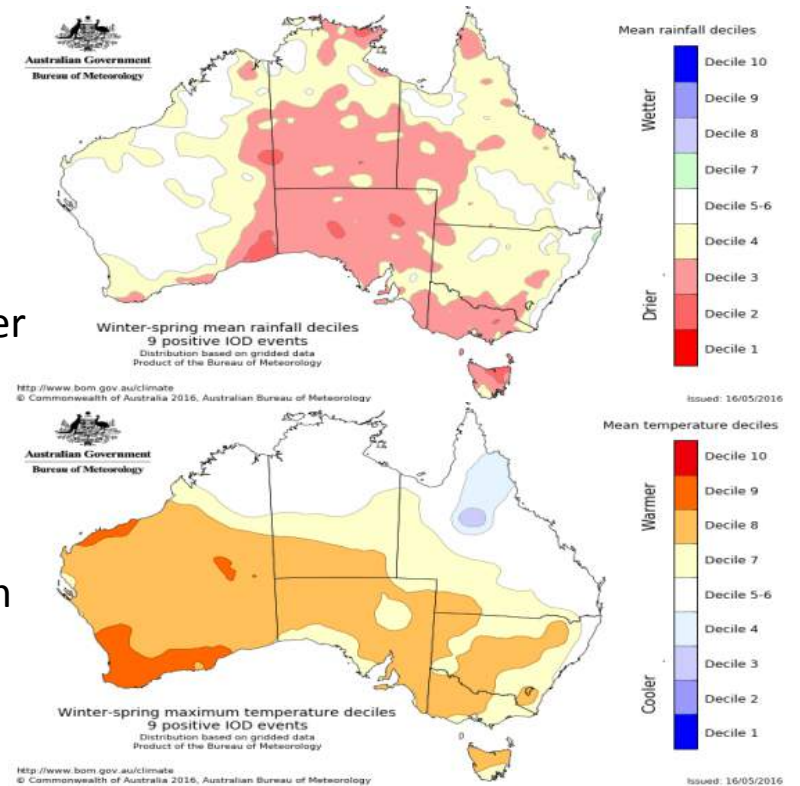 Australian Government
Bureau of Meteorology
Mean rainfall deciles
Wetter
Drier
Decile 10
Decile 9
Decile 8
Decile 7
Decile 5-6
Decile 4
Decile 3
Decile 2
Decile 1
er
Winter-spring mean rainfall deciles
9 positive IOD events
Distribution based on gridded data
Product of the Bureau of Meteorology
http://www.bom.gov.au/climate
© Commonwealth of Australia 2016, Australian Bureau of Meteorology
Issued: 16/05/2016
Australian Government
Bureau of Meteorology
Mean temperature deciles
Warmer
Cooler
Decile 10
Decile 9
Decile 8
Decile 7
Decile 5-6
Decile 4
Decile 3
Decile 2
Decile 1
n
Winter-spring maximum temperature deciles
9 positive IOD events
Distribution based on gridded data
Product of the Bureau of Meteorology
http://www.bom.gov.au/climate
© Commonwealth of Australia 2016, Australian Bureau of Meteorology
Issued: 16/05/2016